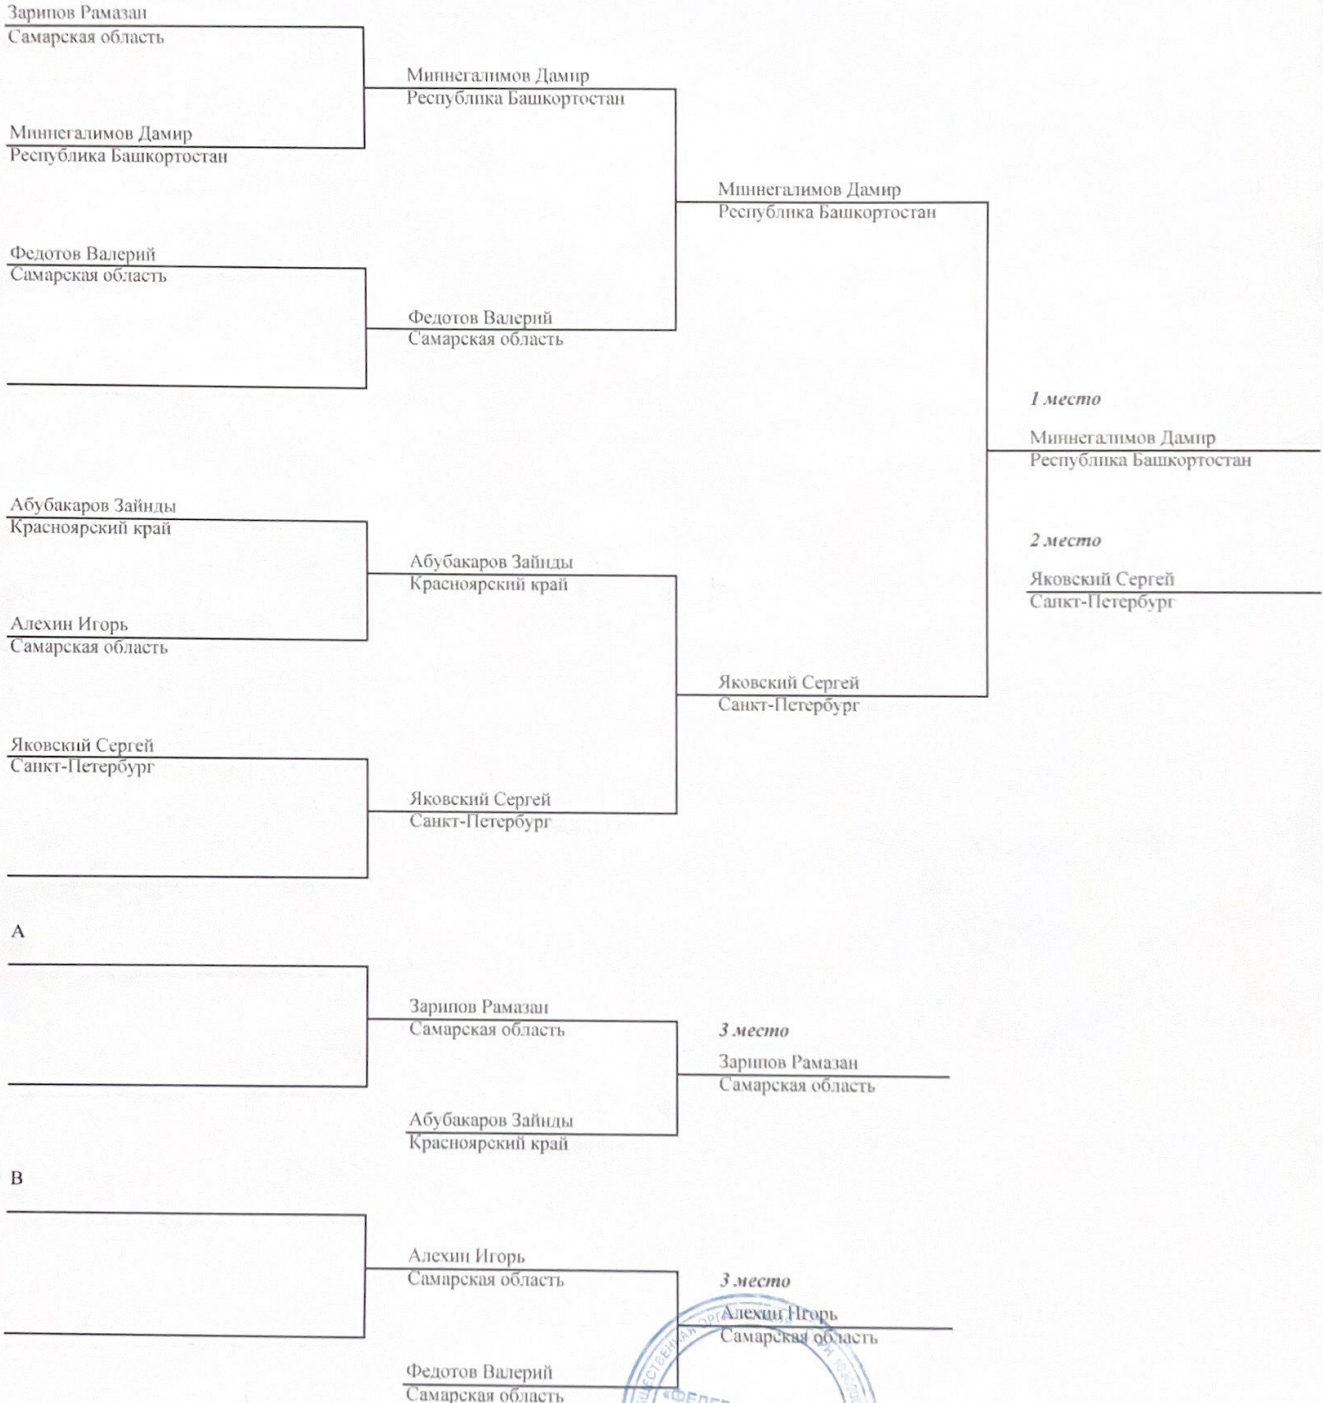 Зарипов Рамазан
Самарская область
Миннегалимов Дамир
Республика Башкортостан
Миннегалимов Дамир
Республика Башкортостан
Миннегалимов Дамир
Республика Башкортостан
Федотов Валерий
Самарская область
Федотов Валерий
Самарская область
1 место
Миннегалимов Дамир
Республика Башкортостан
Абубакаров Зайнды
Красноярский край
2 место
Абубакаров Зайнды
Красноярский край
Яковский Сергей
Санкт-Петербург
Алехин Игорь
Самарская область
Яковский Сергей
Санкт-Петербург
Яковский Сергей
Санкт-Петербург
Яковский Сергей
Санкт-Петербург
А
Зарипов Рамазан
Самарская область
3 место
Зарипов Рамазан
Самарская область
Абубакаров Зайнды
Красноярский край
В
Алехин Игорь
Самарская область
3 место
Алехин Игорь
Самарская область
Федотов Валерий
Самарская область